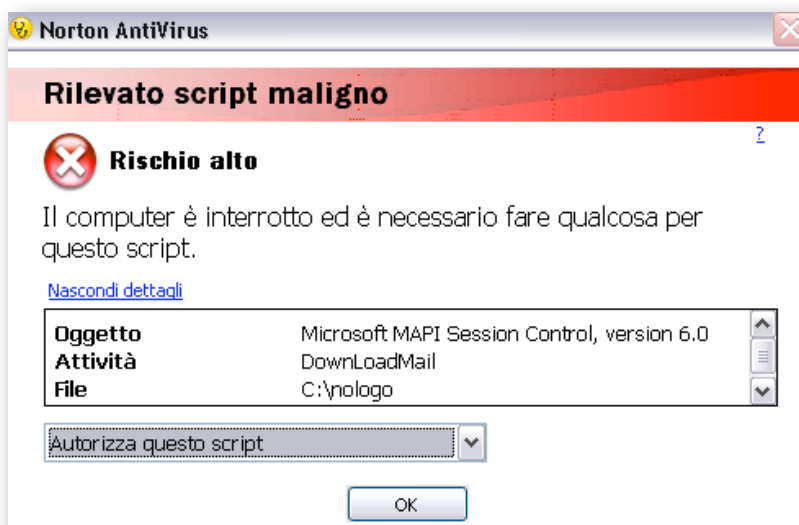 Norton AntiVirus
Rilevato script maligno
?
Rischio alto
Il computer è interrotto ed è necessario fare qualcosa per
questo script.
Nascondi dettagli
Oggetto Microsoft MAPI Session Control, version 6.0
Attività DownLoadMail
File C:\nologo
Autorizza questo script
OK